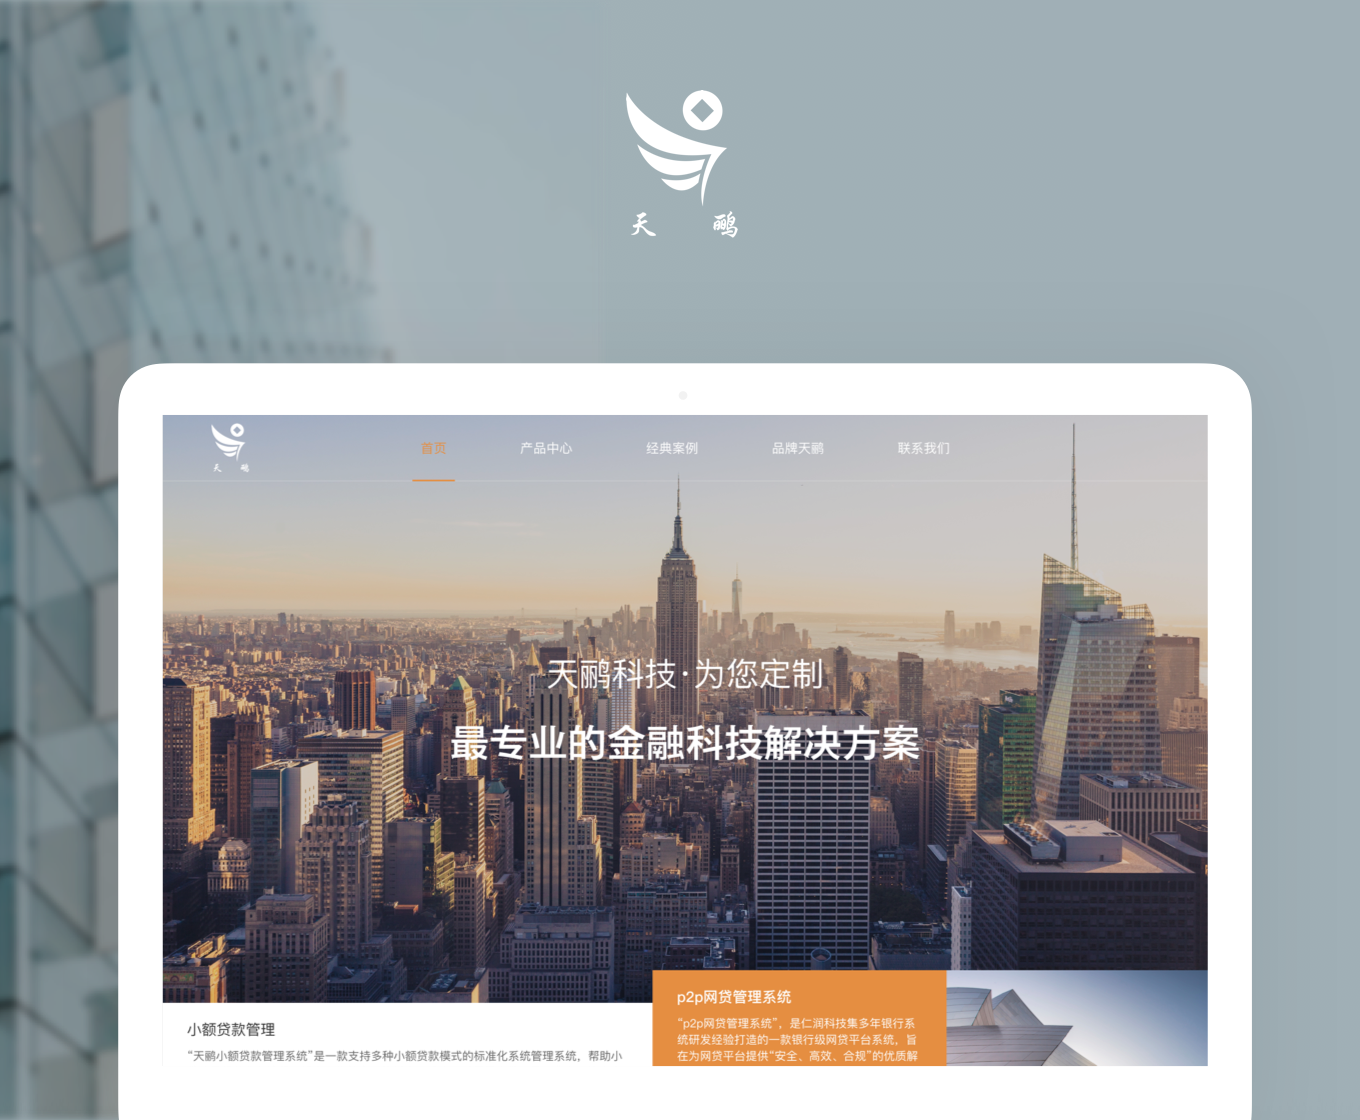 天 鹂
天 鹂
首页 产品中心 经典案例 品牌天鹂 联系我们
天鹂科技·为您定制
最专业的金融科技解决方案
p2p网贷管理系统
“p2p网贷管理系统”，是仁润科技集多年银行系
统研发经验打造的一款银行级网贷平台系统，旨
在为网贷平台提供“安全、高效、合规”的优质解
小额贷款管理
“天鹂小额贷款管理系统”是一款支持多种小额贷款模式的标准化系统管理系统，帮助小